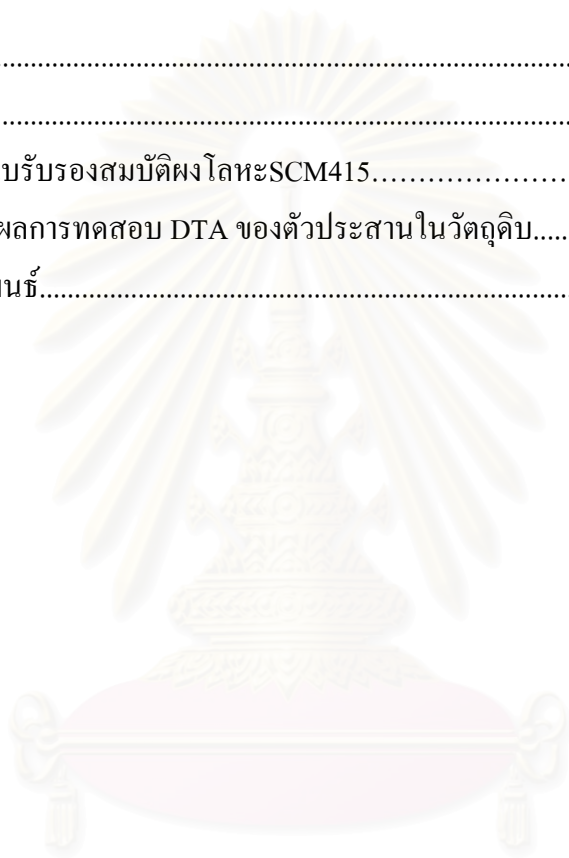 ................................................................................
................................................................................
บรับรองสมบัติผงโลหะSCM415......................
ผลการทดสอบ DTA ของตัวประสานในวัตถุดิบ.....
นธ์................................................................................